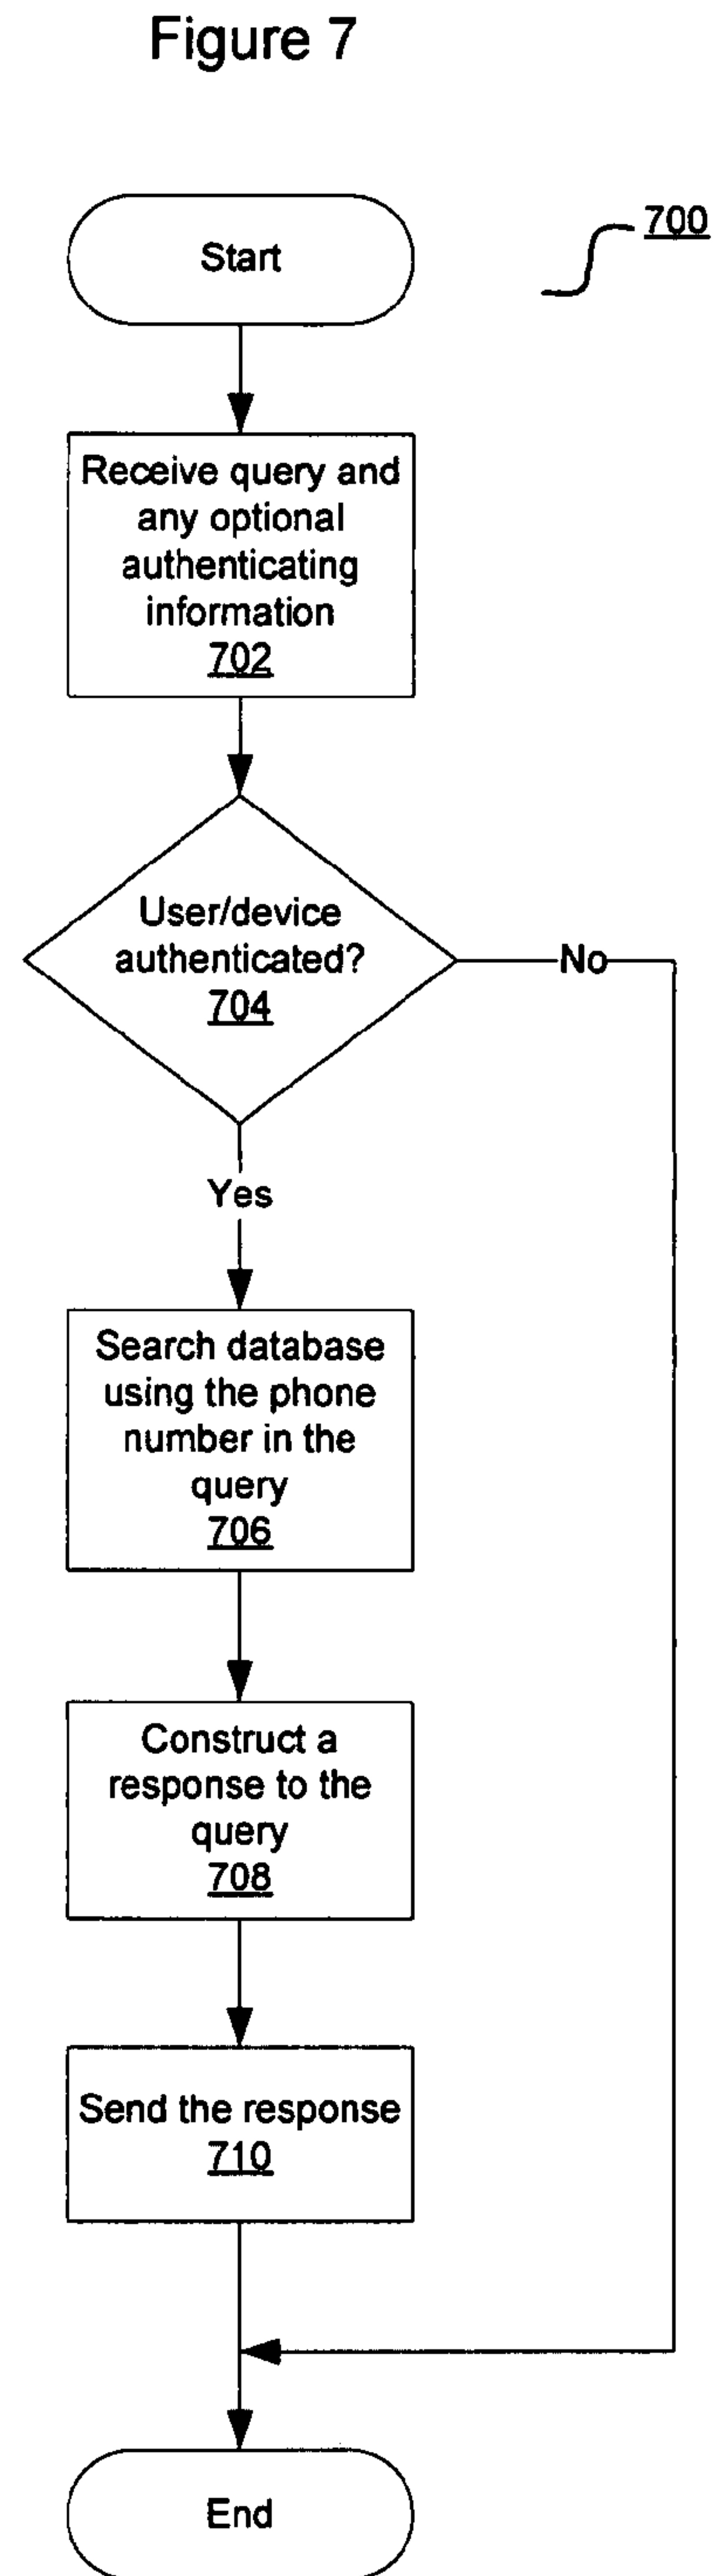 Figure 7
700
Start
Receive query and
any optional
authenticating
information
702
User/device
authenticated?
704
No
Yes
Search database
using the phone
number in the
query
706
Construct a
response to the
query
708
Send the response
710
End